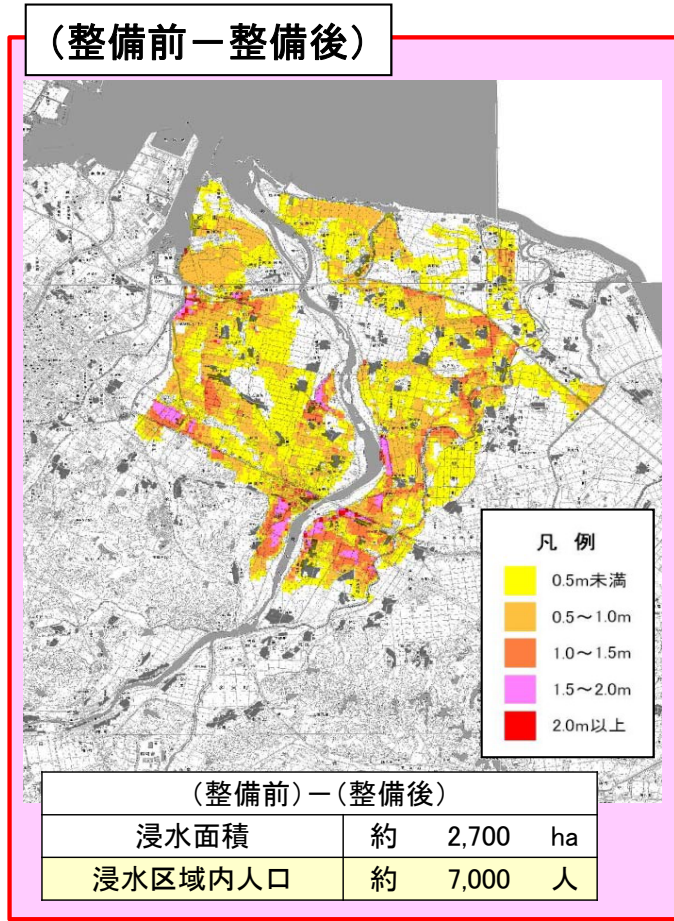 (整備前－整備後)
凡 例
0.5m未満
0.5～1.0m
1.0～1.5m
1.5～2.0m
2.0m以上
(整備前)－(整備後)
浸水面積 約 2,700 ha
浸水区域内人口 約 7,000 人